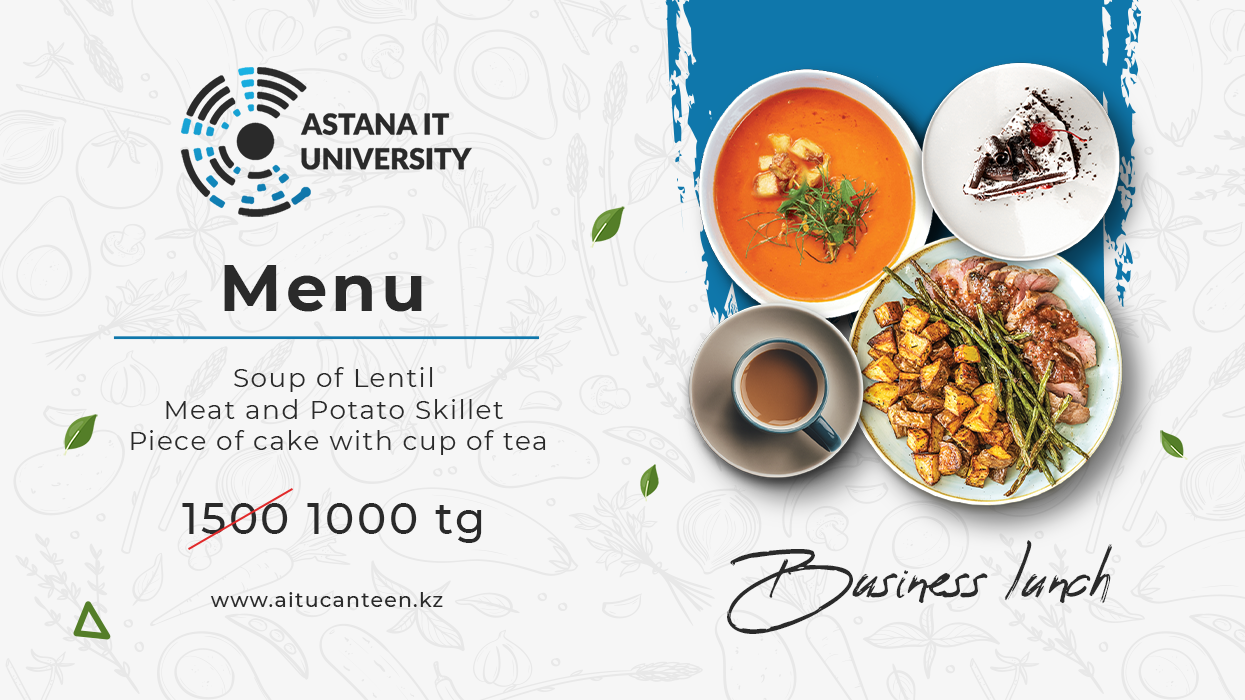 ASTANA IT
UNIVERSITY
Menu
Soup of Lentil
Meat and Potato Skillet
Piece of cake with cup of tea
1500 1000 tg
www.aitucanteen.kz
Business lunch